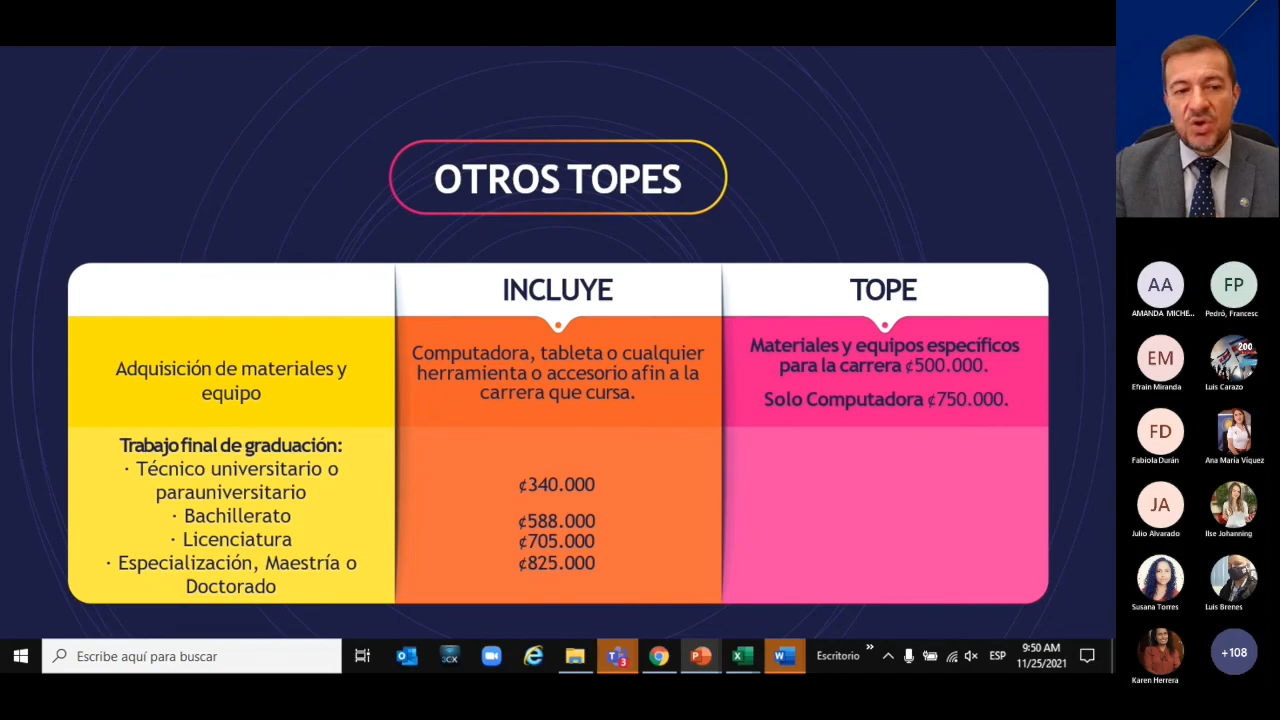 OTROS TOPES
INCLUYE
TOPE
Adquisición de materiales y
equipo
Computadora, tableta o cualquier
herramienta o accesorio afin a la
carrera que cursa.
Materiales y equipos específicos
para la carrera ¢500.000.
Solo Computadora ¢750.000.
Trabajo final de graduación:
· Técnico universitario o
parauniversitario
· Bachillerato
· Licenciatura
· Especialización, Maestría o
Doctorado
¢340.000
¢588.000
¢705.000
¢825.000
AA
FP
AMANDA MICHE...
Pedró, Francesc
EM
200
Efrain Miranda
Luis Carazo
FD
Fabiola Durán
Ana María Víquez
JA
Julio Alvarado
Ilse Johanning
Susana Torres
Luis Brenes
Karen Herrera
+108
Escribe aquí para buscar
Escritorio
ESP
9:50 AM
11/25/2021